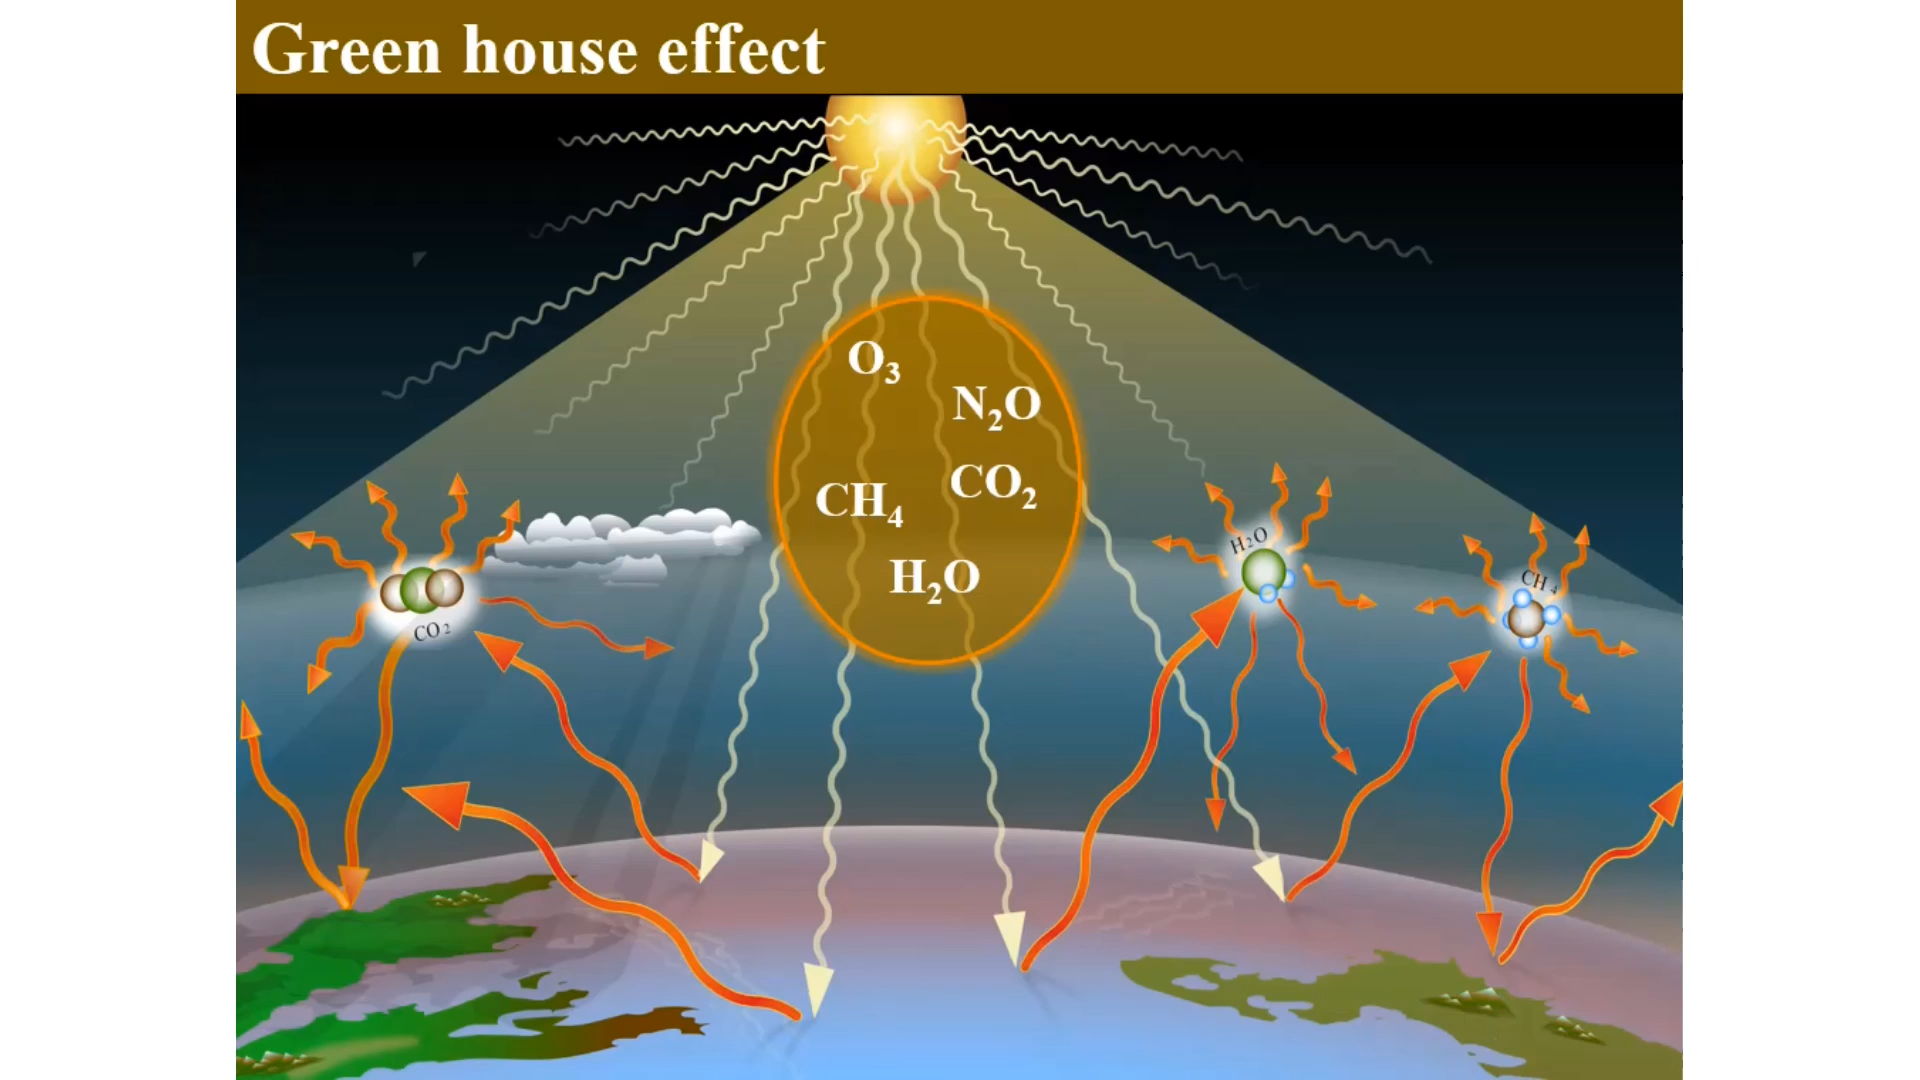 Green house effect
O₃
N₂O
CH₄
CO₂
H₂O
CO₂
H₂O
CH₄